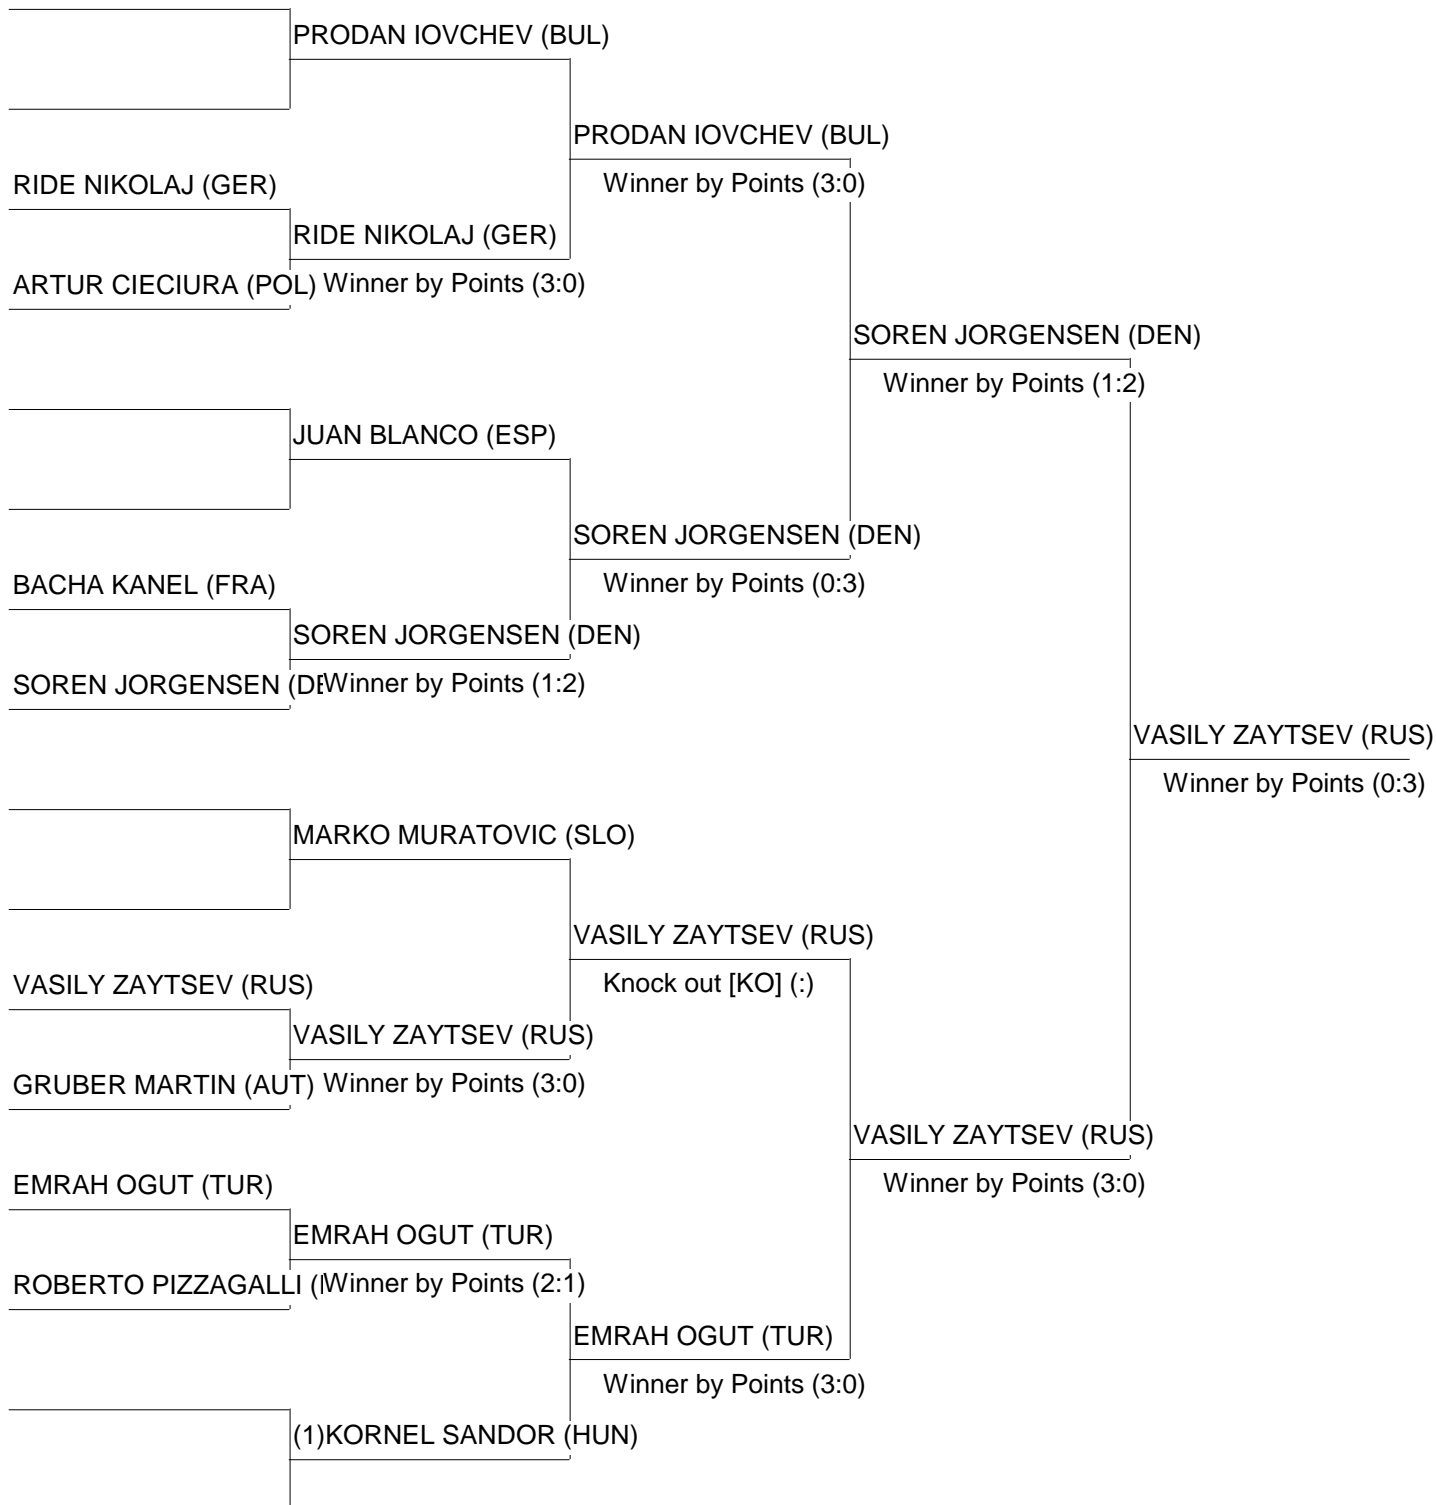 PRODAN IOVCHEV (BUL)
PRODAN IOVCHEV (BUL)
RIDE NIKOLAJ (GER)
Winner by Points (3:0)
RIDE NIKOLAJ (GER)
ARTUR CIECIURA (POL)
Winner by Points (3:0)
SOREN JORGENSEN (DEN)
Winner by Points (1:2)
JUAN BLANCO (ESP)
SOREN JORGENSEN (DEN)
BACHA KANEL (FRA)
Winner by Points (0:3)
SOREN JORGENSEN (DEN)
SOREN JORGENSEN (DE
Winner by Points (1:2)
VASILY ZAYTSEV (RUS)
Winner by Points (0:3)
MARKO MURATOVIC (SLO)
VASILY ZAYTSEV (RUS)
VASILY ZAYTSEV (RUS)
Knock out [KO] (:)
VASILY ZAYTSEV (RUS)
GRUBER MARTIN (AUT)
Winner by Points (3:0)
VASILY ZAYTSEV (RUS)
EMRAH OGUT (TUR)
Winner by Points (3:0)
EMRAH OGUT (TUR)
ROBERTO PIZZAGALLI (
Winner by Points (2:1)
EMRAH OGUT (TUR)
Winner by Points (3:0)
(1)KORNEL SANDOR (HUN)